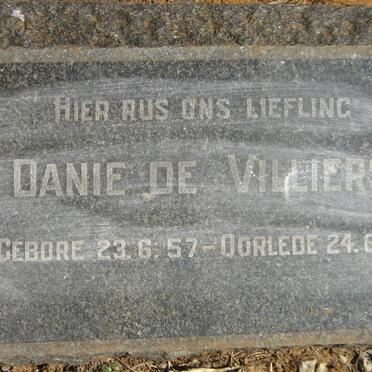 HIER RUS ONS LIEFLING
DANIE DE VILLIERS
GEBORE 23.6.57 - OORLEDE 24.6